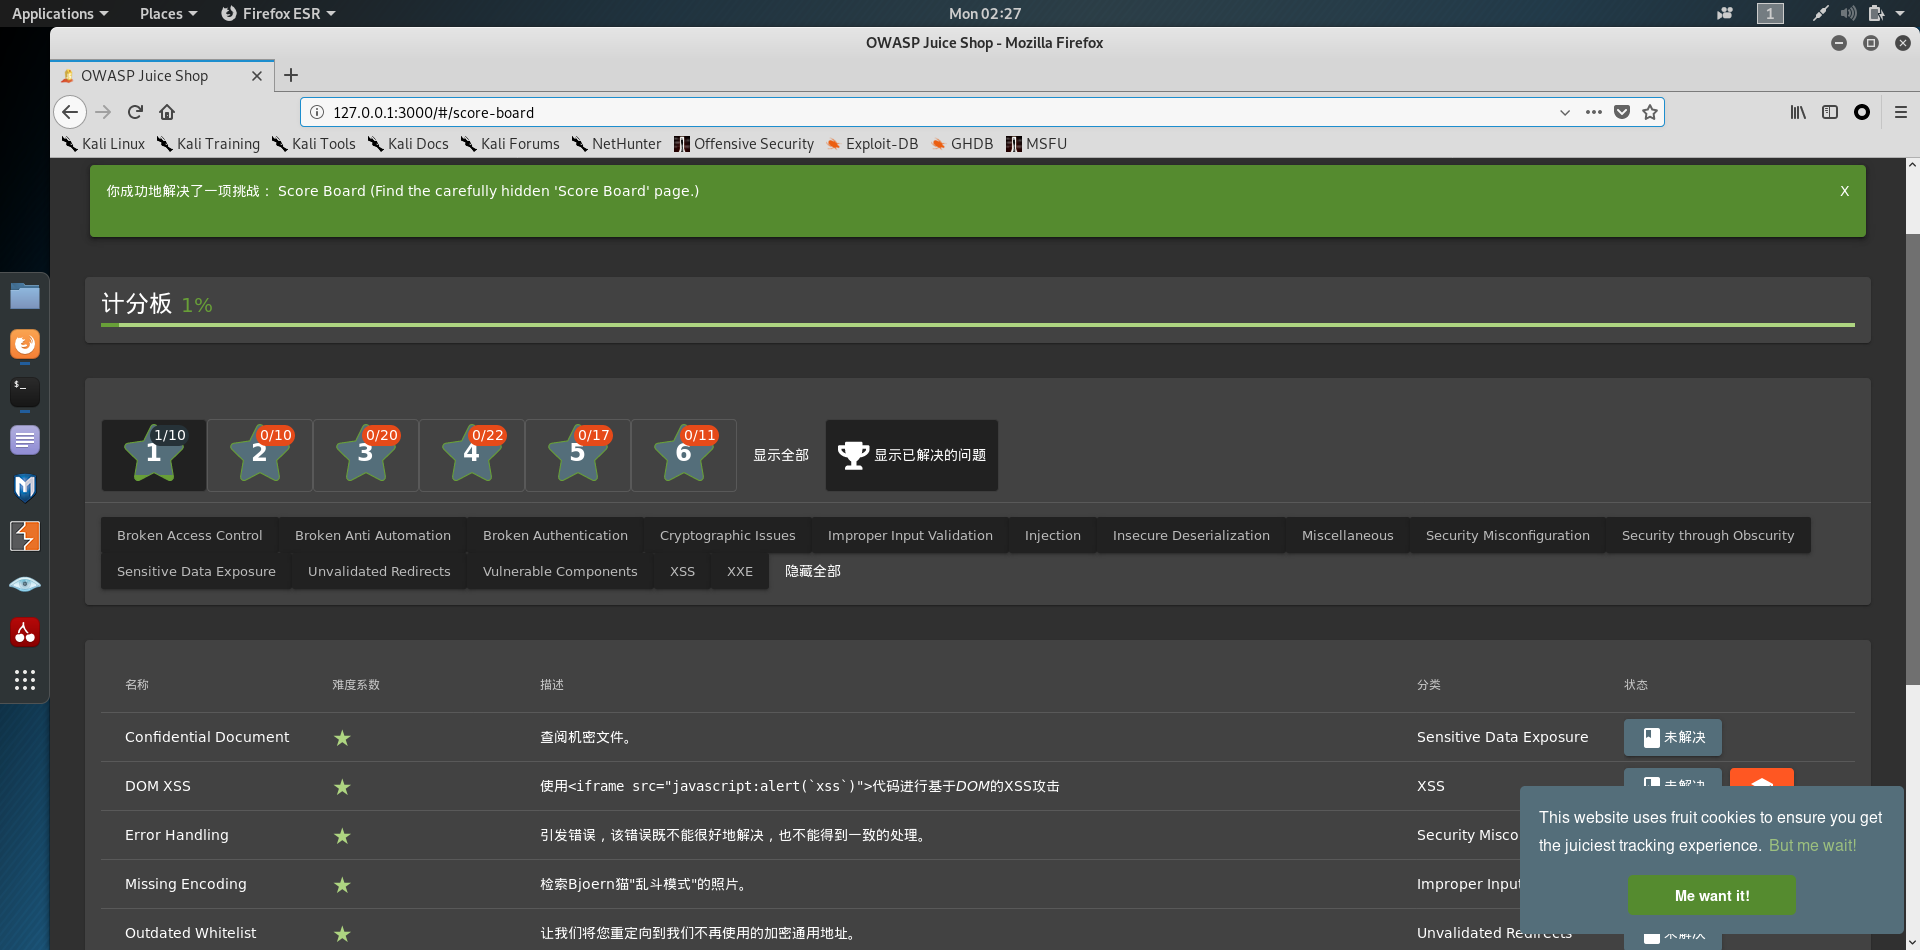 Applications Places Firefox ESR Mon 02:27 1
OWASP Juice Shop - Mozilla Firefox
OWASP Juice Shop
127.0.0.1:3000/#/score-board
Kali Linux Kali Training Kali Tools Kali Docs Kali Forums NetHunter Offensive Security Exploit-DB GHDB MSFU
你成功地解决了一项挑战： Score Board (Find the carefully hidden 'Score Board' page.) X
计分板 1%
1/10 0/10 0/20 0/22 0/17 0/11
1 2 3 4 5 6 显示全部 显示已解决的问题
Broken Access Control Broken Anti Automation Broken Authentication Cryptographic Issues Improper Input Validation Injection Insecure Deserialization Miscellaneous Security Misconfiguration Security through Obscurity
Sensitive Data Exposure Unvalidated Redirects Vulnerable Components XSS XXE 隐藏全部
名称 难度系数 描述 分类 状态
Confidential Document 查阅机密文件。 Sensitive Data Exposure 未解决
DOM XSS 使用<iframe src="javascript:alert(`xss`)">代码进行基于DOM的XSS攻击 XSS 未解决
Error Handling 引发错误，该错误既不能很好地解决，也不能得到一致的处理。 Security Misco
Missing Encoding 检索Bjoern猫"乱斗模式"的照片。 Improper Input
Outdated Whitelist 让我们将您重定向到我们不再使用的加密通用地址。 Unvalidated Redirects 未解决
This website uses fruit cookies to ensure you get
the juiciest tracking experience. But me wait!
Me want it!